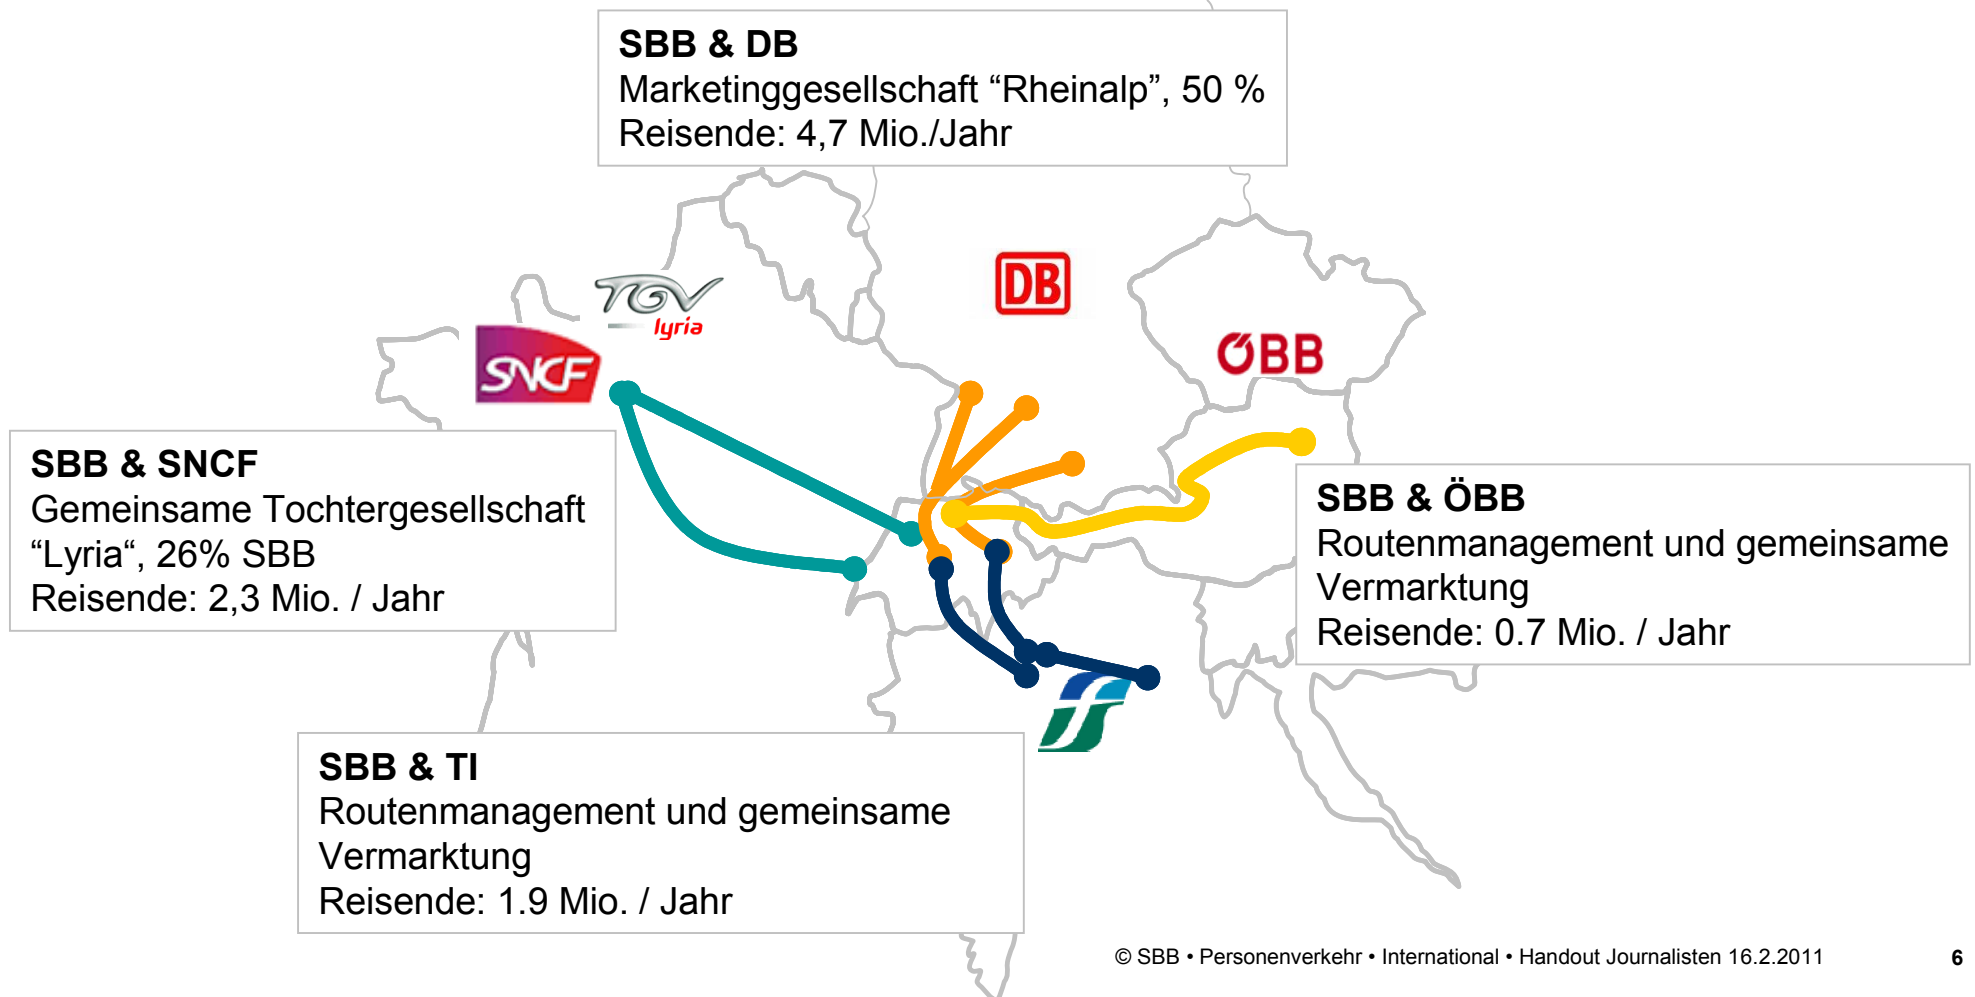 SBB & DB
Marketinggesellschaft “Rheinalp”, 50 %
Reisende: 4,7 Mio./Jahr
TGV
lyria
DB
SNCF
ÖBB
SBB & SNCF
Gemeinsame Tochtergesellschaft
“Lyria“, 26% SBB
Reisende: 2,3 Mio. / Jahr
SBB & ÖBB
Routenmanagement und gemeinsame
Vermarktung
Reisende: 0.7 Mio. / Jahr
SBB & TI
Routenmanagement und gemeinsame
Vermarktung
Reisende: 1.9 Mio. / Jahr
© SBB • Personenverkehr • International • Handout Journalisten 16.2.2011 6